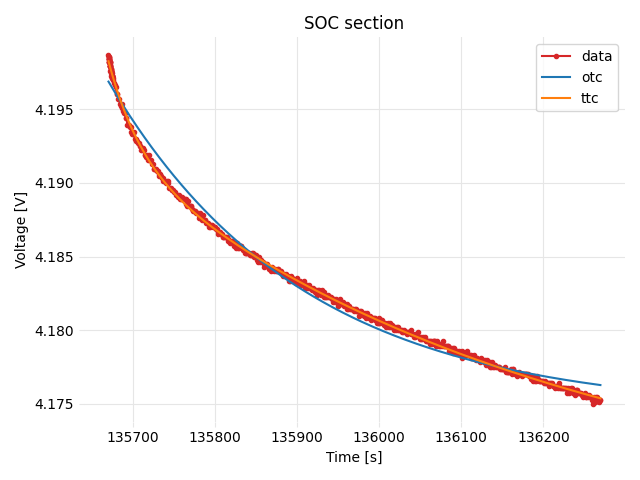 SOC section
data
otc
ttc
4.195
4.190
4.185
4.180
4.175
Voltage [V]
135700 135800 135900 136000 136100 136200
Time [s]